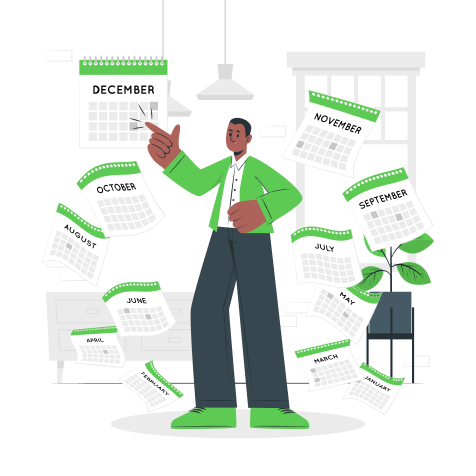 DECEMBER
NOVEMBER
OCTOBER
SEPTEMBER
AUGUST
JULY
JUNE
MAY
APRIL
MARCH
FEBRUARY
JANUARY